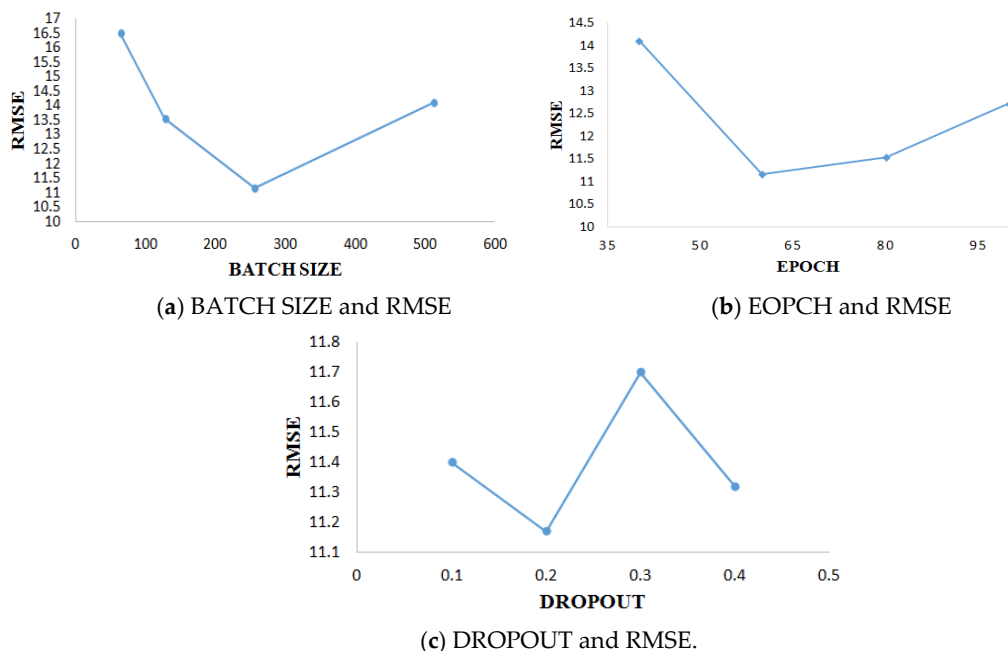 17
16.5
16
15.5
15
14.5
14
13.5
13
12.5
12
11.5
11
10.5
10
RMSE
0 100 200 300 400 500 600
BATCH SIZE
(a) BATCH SIZE and RMSE
14.5
14
13.5
13
12.5
12
11.5
11
10.5
10
RMSE
35 50 65 80 95
EPOCH
(b) EOPCH and RMSE
11.8
11.7
11.6
11.5
11.4
11.3
11.2
11.1
RMSE
0 0.1 0.2 0.3 0.4 0.5
DROPOUT
(c) DROPOUT and RMSE.